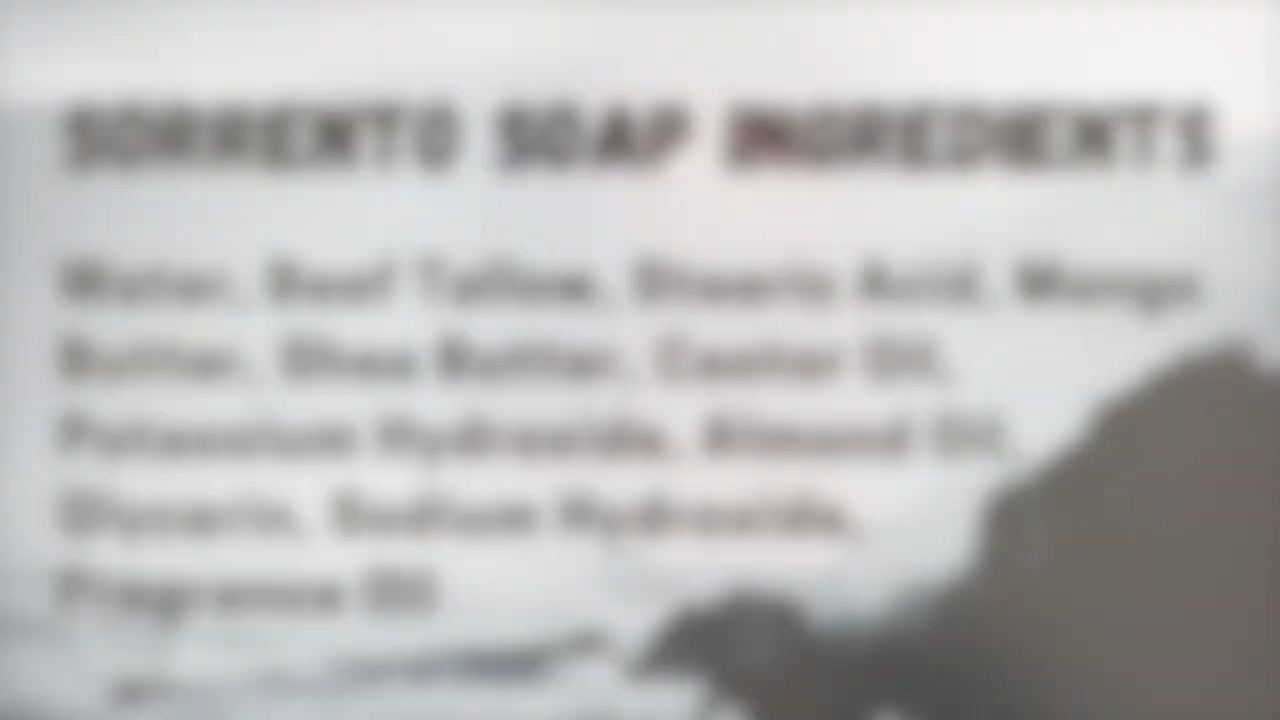 SORRENTO SOAP INGREDIENTS
Water, Beef Tallow, Stearic Acid, Mango
Butter, Shea Butter, Castor Oil,
Potassium Hydroxide, Almond Oil,
Glycerin, Sodium Hydroxide,
Fragrance Oil